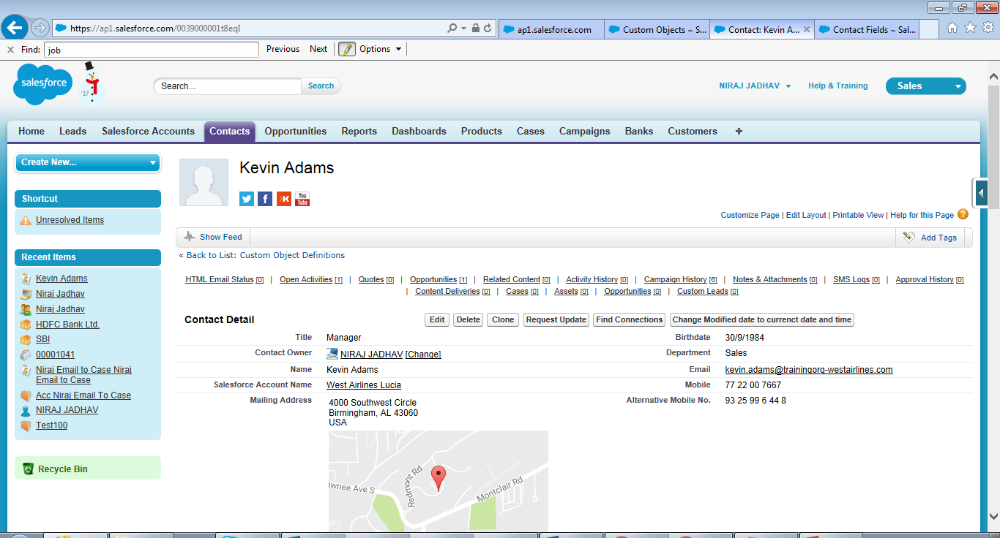 https://ap1.salesforce.com/0039000001t8eqI
ap1.salesforce.com
Custom Objects ~ S...
Contact: Kevin A...
Contact Fields ~ Sal...
Find: job Previous Next Options
salesforce
'17
Search... Search
NIRAJ JADHAV Help & Training Sales
Home Leads Salesforce Accounts Contacts Opportunities Reports Dashboards Products Cases Campaigns Banks Customers +
Create New...
Shortcut
Unresolved Items
Recent Items
Kevin Adams
Niraj Jadhav
Niraj Jadhav
HDFC Bank Ltd.
SBI
00001041
Niraj Email to Case Niraj
Email to Case
Acc Niraj Email To Case
NIRAJ JADHAV
Test100
Recycle Bin
Kevin Adams
You
Tube
Customize Page | Edit Layout | Printable View | Help for this Page ?
Show Feed Add Tags
« Back to List: Custom Object Definitions
HTML Email Status [0] | Open Activities [1] | Quotes [0] | Opportunities [1] | Related Content [0] | Activity History [0] | Campaign History [6] | Notes & Attachments [0] | SMS Logs [0] | Approval History [0]
| Content Deliveries [0] | Cases [0] | Assets [0] | Opportunities [0] | Custom Leads [0]
Contact Detail Edit Delete Clone Request Update Find Connections Change Modified date to currenct date and time
Title Manager Birthdate 30/9/1984
Contact Owner NIRAJ JADHAV [Change] Department Sales
Name Kevin Adams Email kevin.adams@trainingorg-westairlines.com
Salesforce Account Name West Airlines Lucia Mobile 77 22 00 7667
Mailing Address 4000 Southwest Circle Alternative Mobile No. 93 25 99 6 44 8
Birmingham, AL 43060
USA
awnee Ave S
Redmont Rd
Montclair Rd